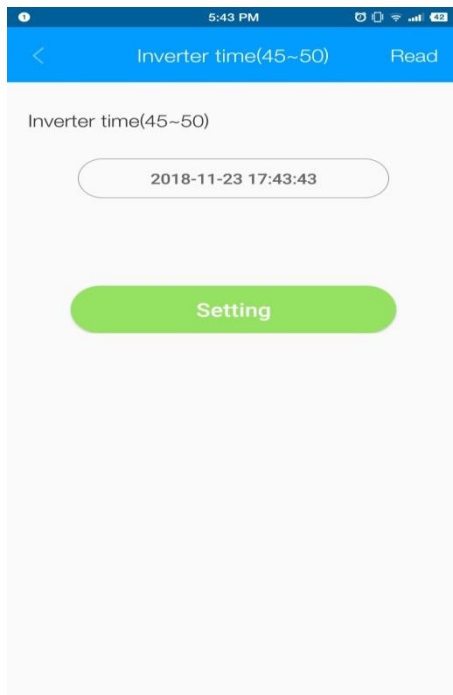 1 5:43 PM 42
Inverter time(45~50) Read
Inverter time(45~50)
2018-11-23 17:43:43
Setting